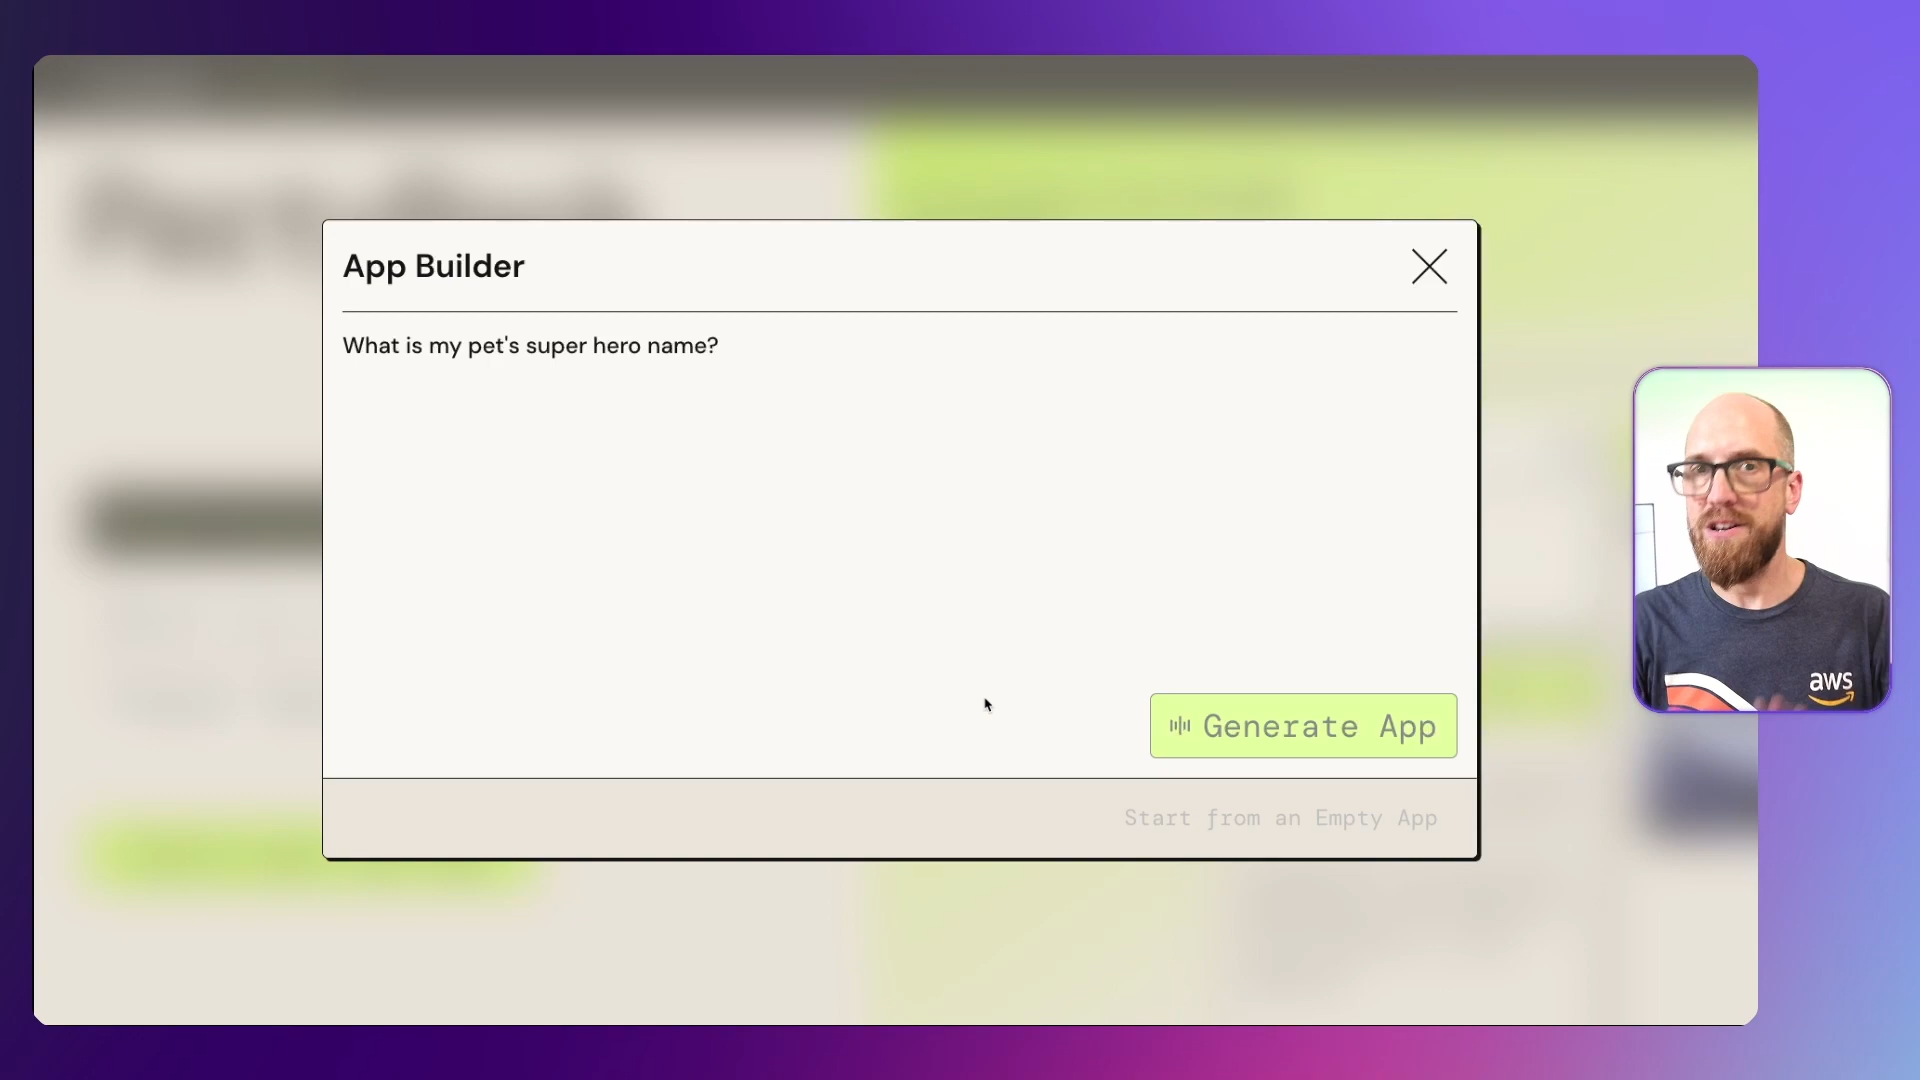 App Builder
What is my pet's super hero name?
Generate App
Start from an Empty App
aws